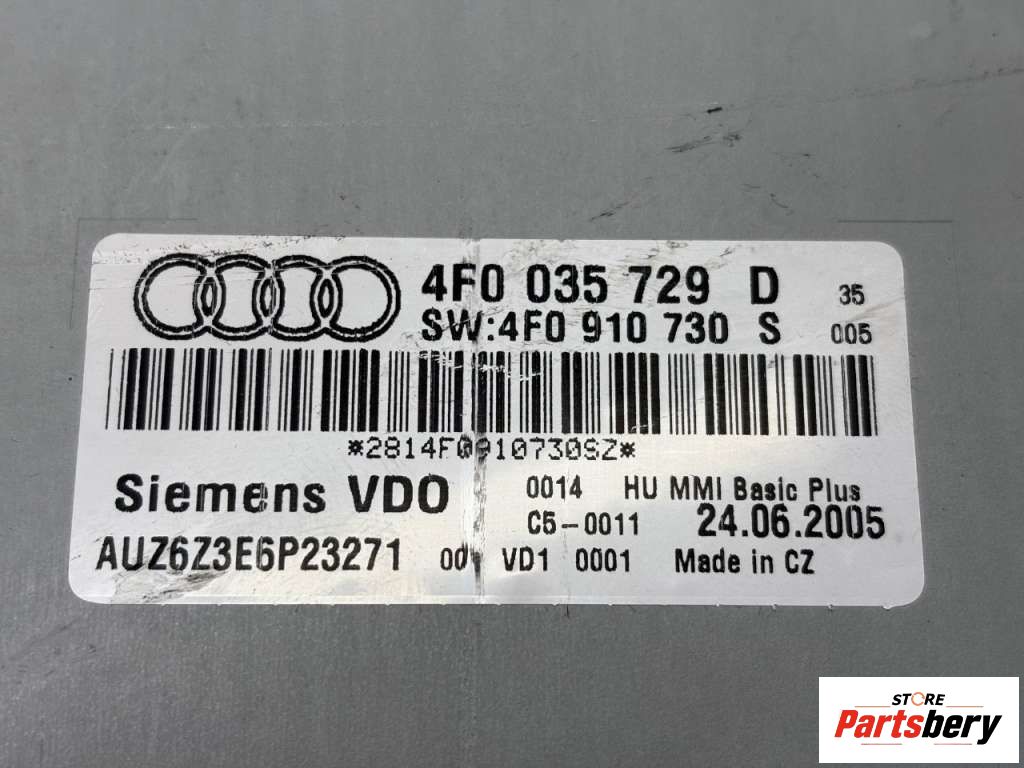 4F0 035 729 D 35
SW:4F0 910 730 S 005
*2814F0910730SZ*
Siemens VDO 0014 HU MMI Basic Plus
C5-0011 24.06.2005
AUZ6Z3E6P23271 001 VD1 0001 Made in CZ
STORE
Partsbery